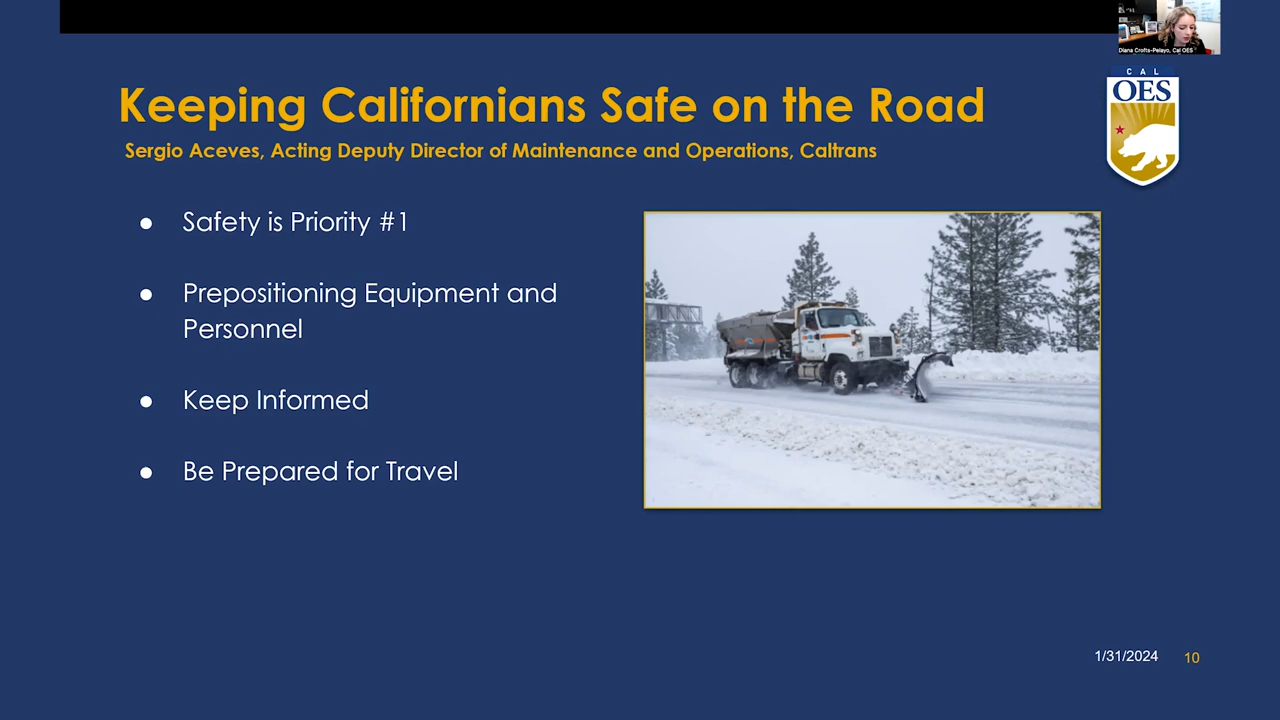 Diana Crofts-Pelayo, Cal OES
CAL
OES
Keeping Californians Safe on the Road
Sergio Aceves, Acting Deputy Director of Maintenance and Operations, Caltrans
● Safety is Priority #1
● Prepositioning Equipment and
Personnel
● Keep Informed
● Be Prepared for Travel
1/31/2024
10